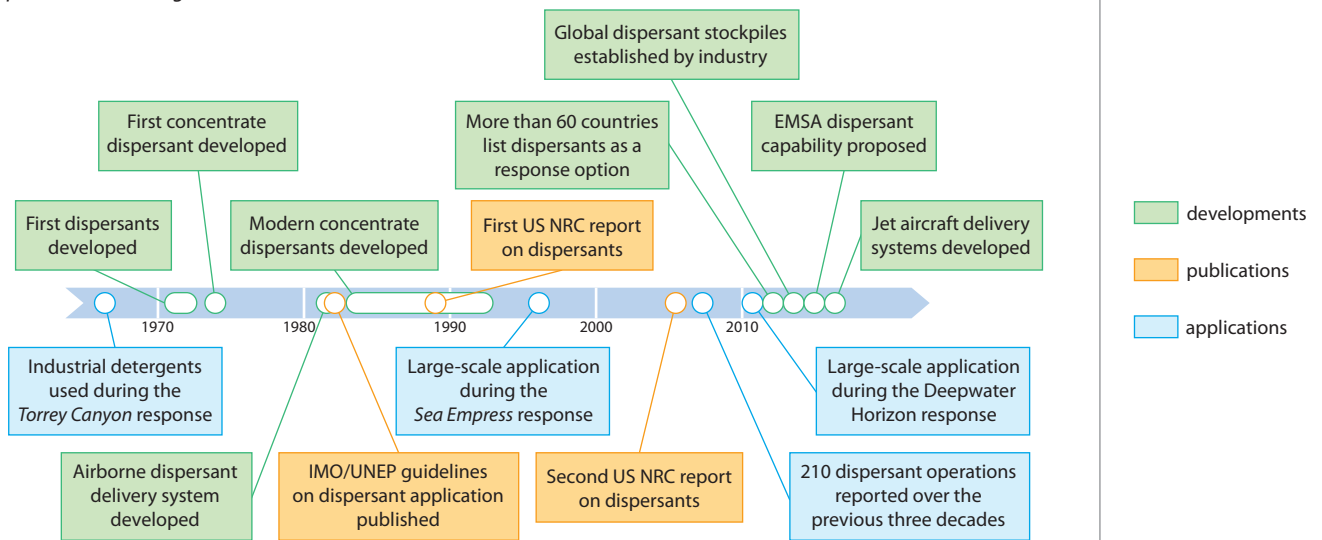 Global dispersant stockpiles
established by industry
First concentrate
dispersant developed
More than 60 countries
list dispersants as a
response option
EMSA dispersant
capability proposed
First dispersants
developed
Modern concentrate
dispersants developed
First US NRC report
on dispersants
Jet aircraft delivery
systems developed
developments
publications
applications
1970
1980
1990
2000
2010
Industrial detergents
used during the
Torrey Canyon response
Large-scale application
during the
Sea Empress response
Large-scale application
during the Deepwater
Horizon response
Airborne dispersant
delivery system
developed
IMO/UNEP guidelines
on dispersant application
published
Second US NRC report
on dispersants
210 dispersant operations
reported over the
previous three decades